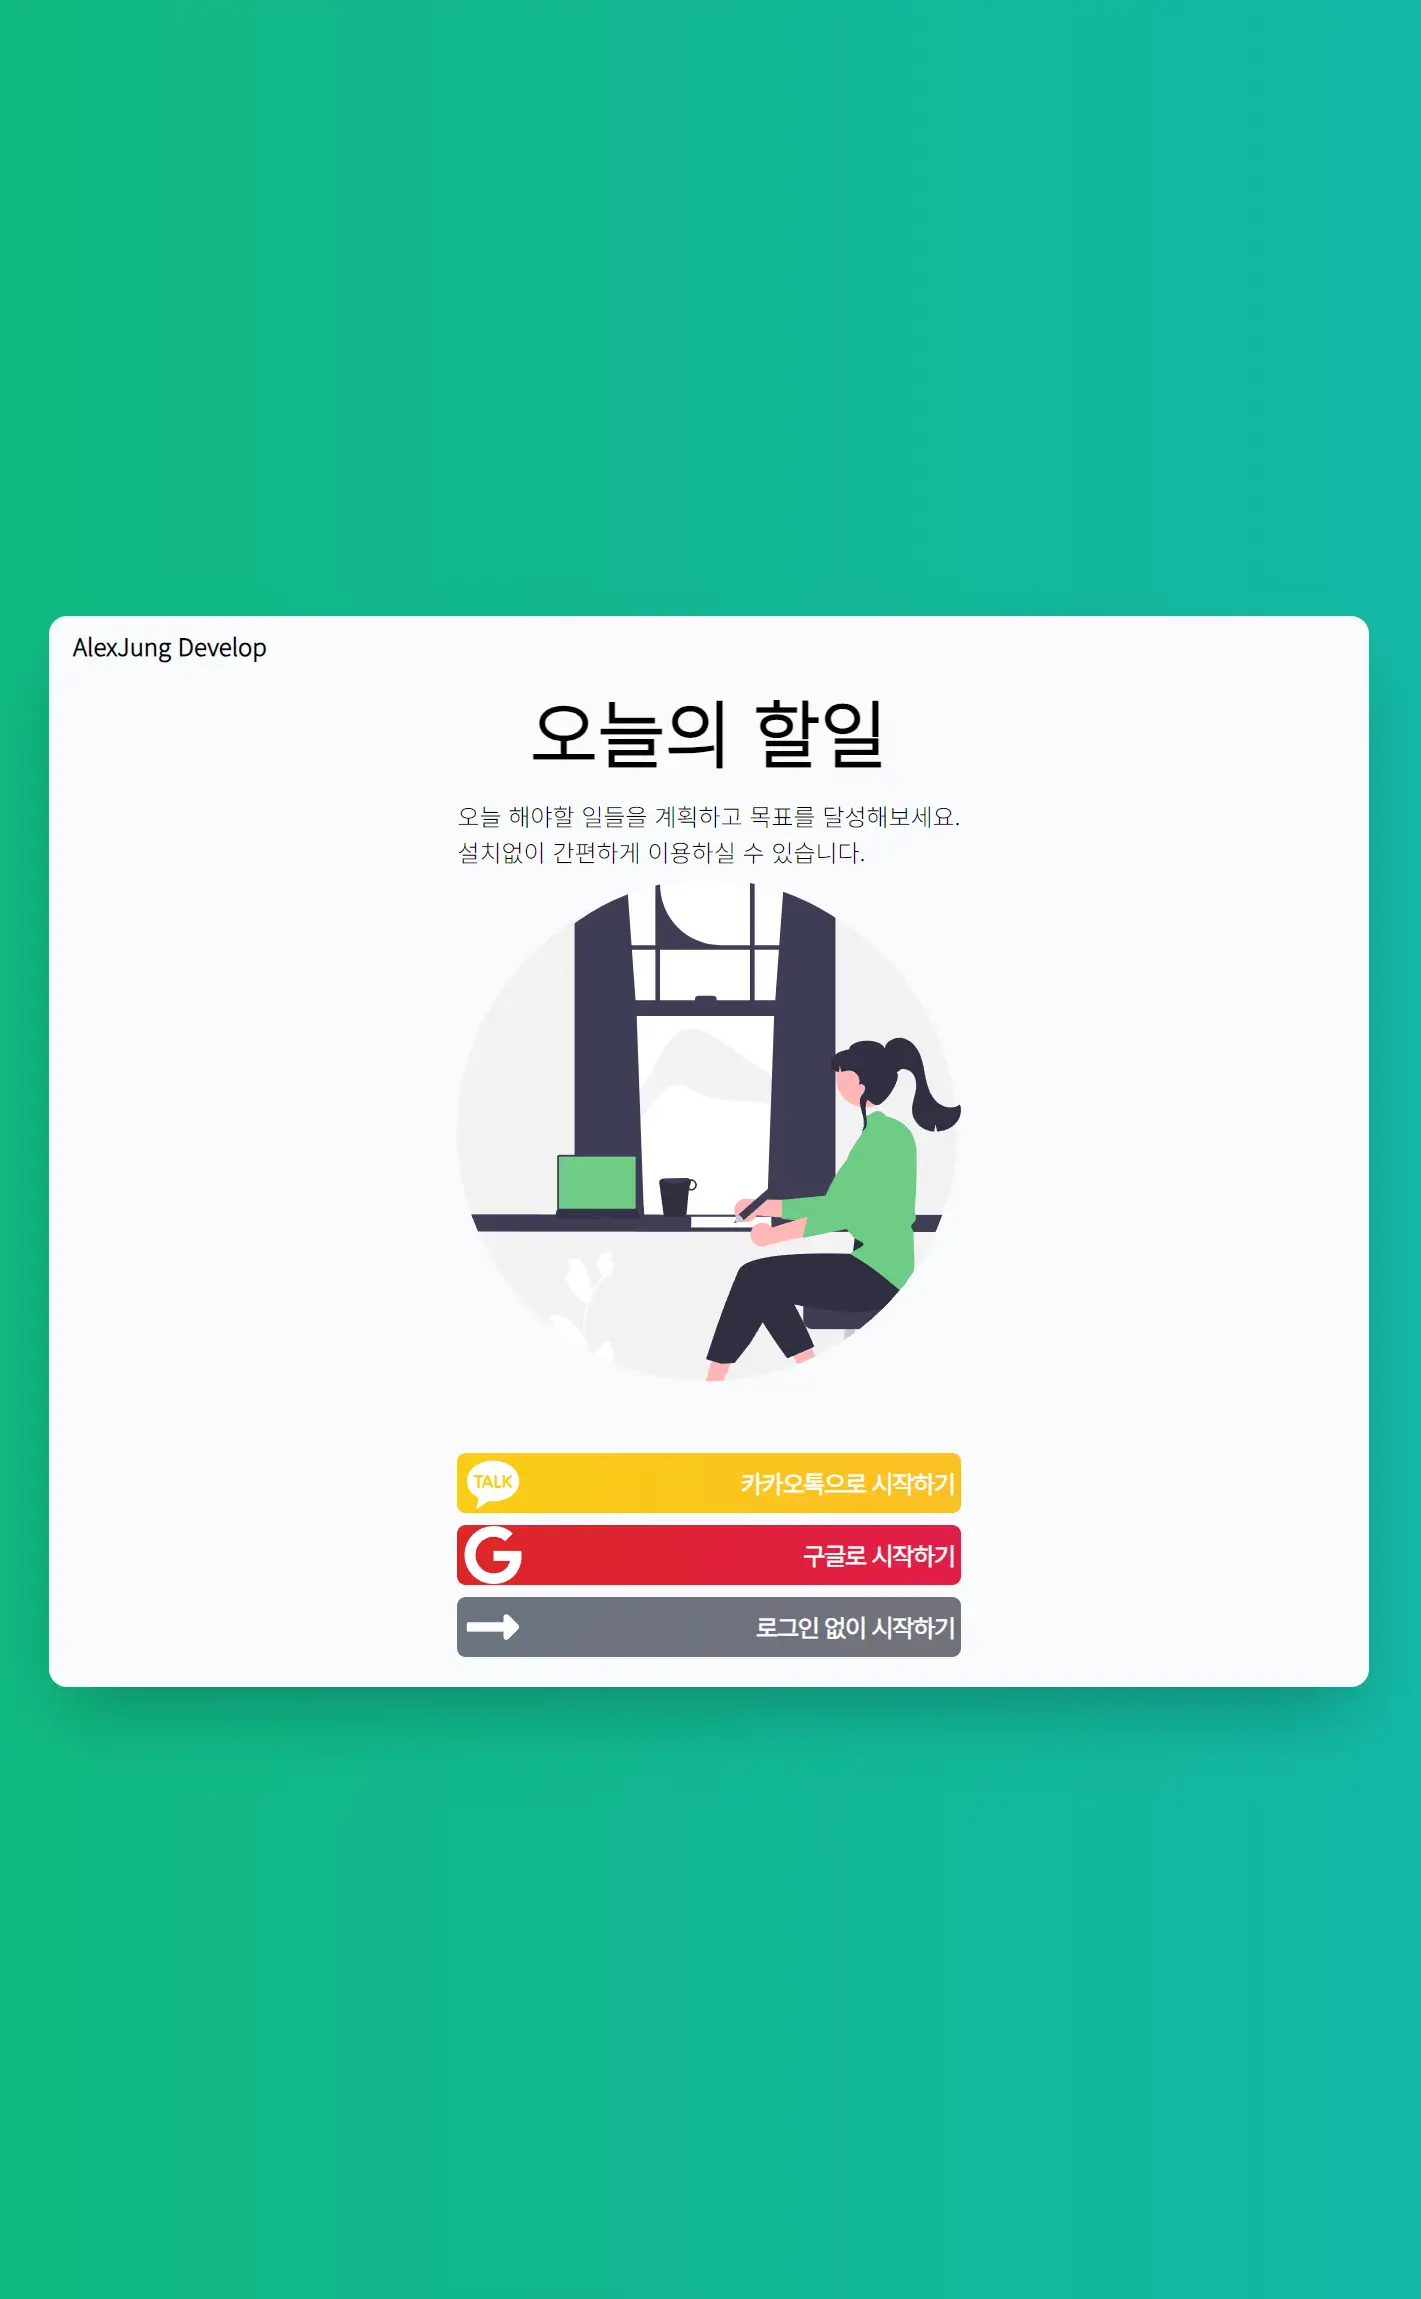 AlexJung Develop
오늘의 할일
오늘 해야할 일들을 계획하고 목표를 달성해보세요.
설치없이 간편하게 이용하실 수 있습니다.
TALK 카카오톡으로 시작하기
G 구글로 시작하기
로그인 없이 시작하기